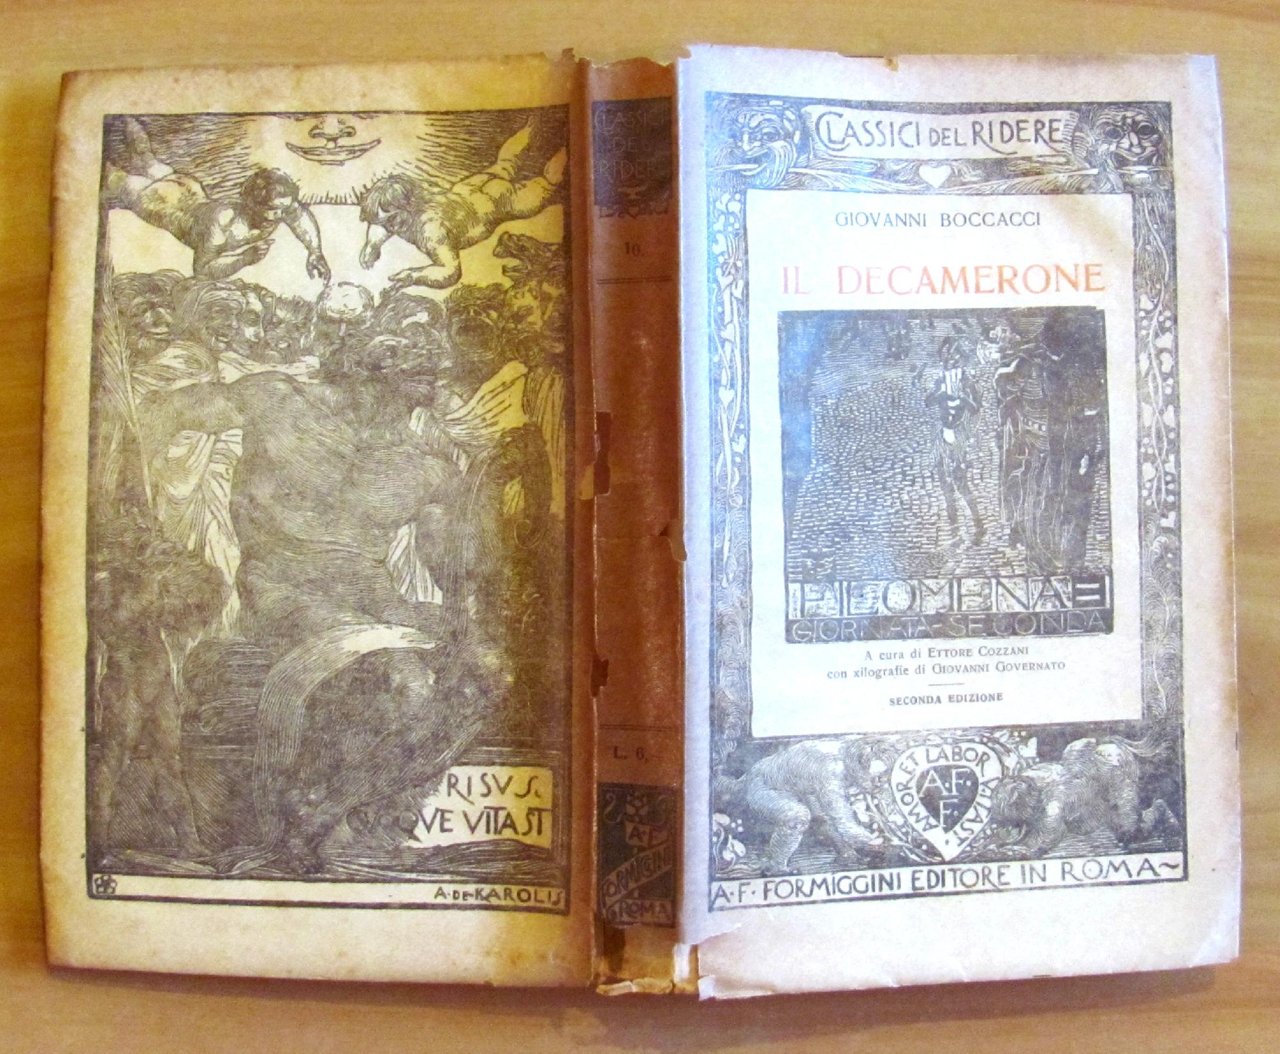 RISVS.
QVOQVE VITAST
A·DE·KAROLIS
CLASSICI
DEL
RIDERE
10.
L. 6,
A·F
FORMIGGINI
ROMA
CLASSICI DEL RIDERE
GIOVANNI BOCCACCI
IL DECAMERONE
FILOMENA E
GIORNATA SECONDA
A cura di ETTORE COZZANI
con xilografie di GIOVANNI GOVERNATO
SECONDA EDIZIONE
AMOR ET LABOR VITAST
A·F·
F
A·F· FORMIGGINI EDITORE IN ROMA~